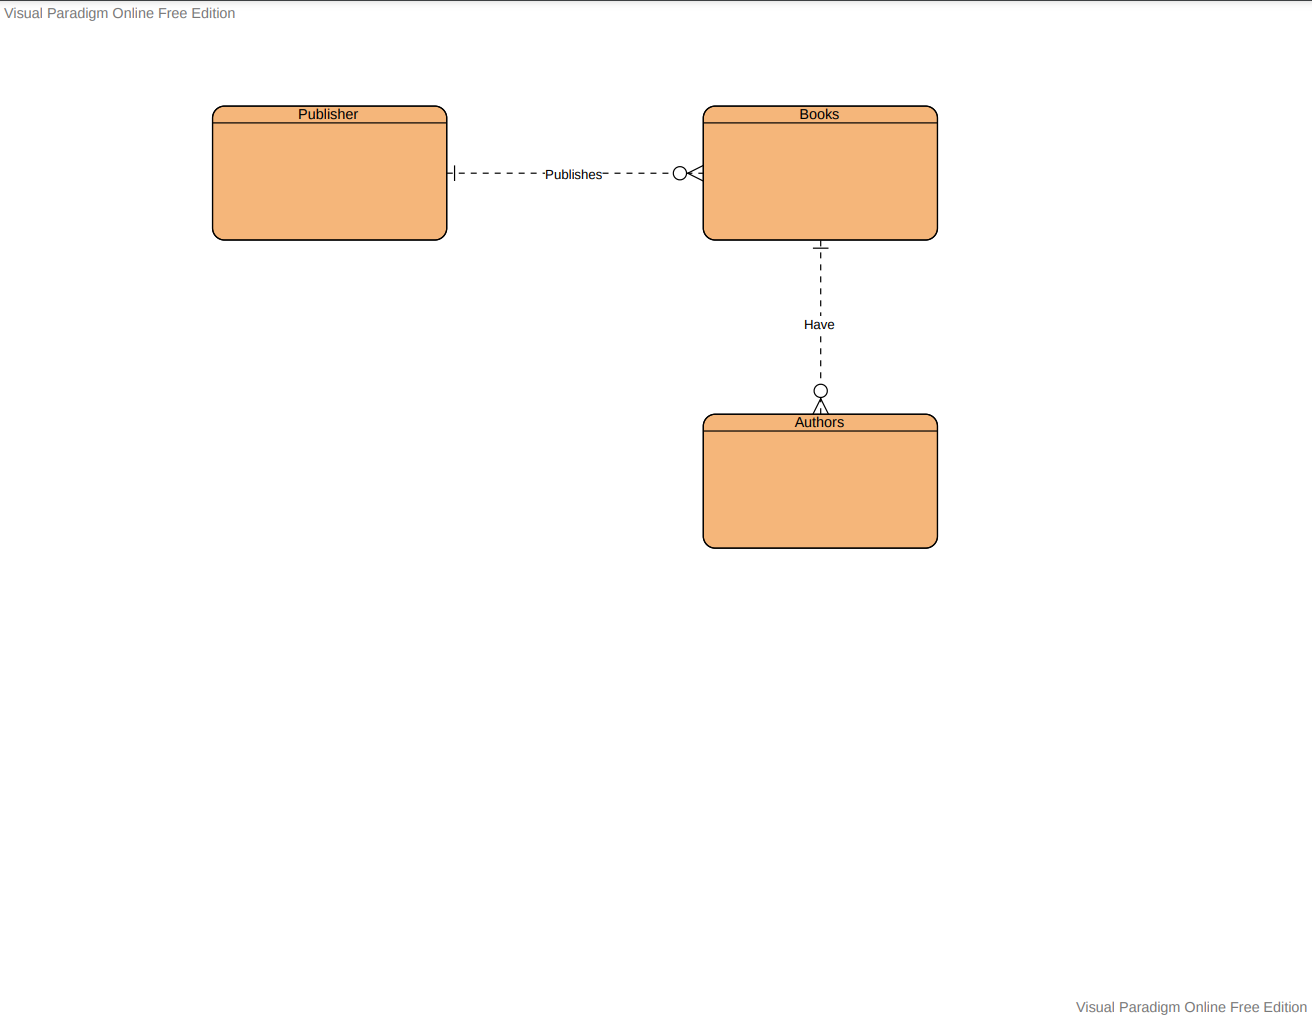 Visual Paradigm Online Free Edition
Publisher
Books
Publishes
Have
Authors
Visual Paradigm Online Free Edition